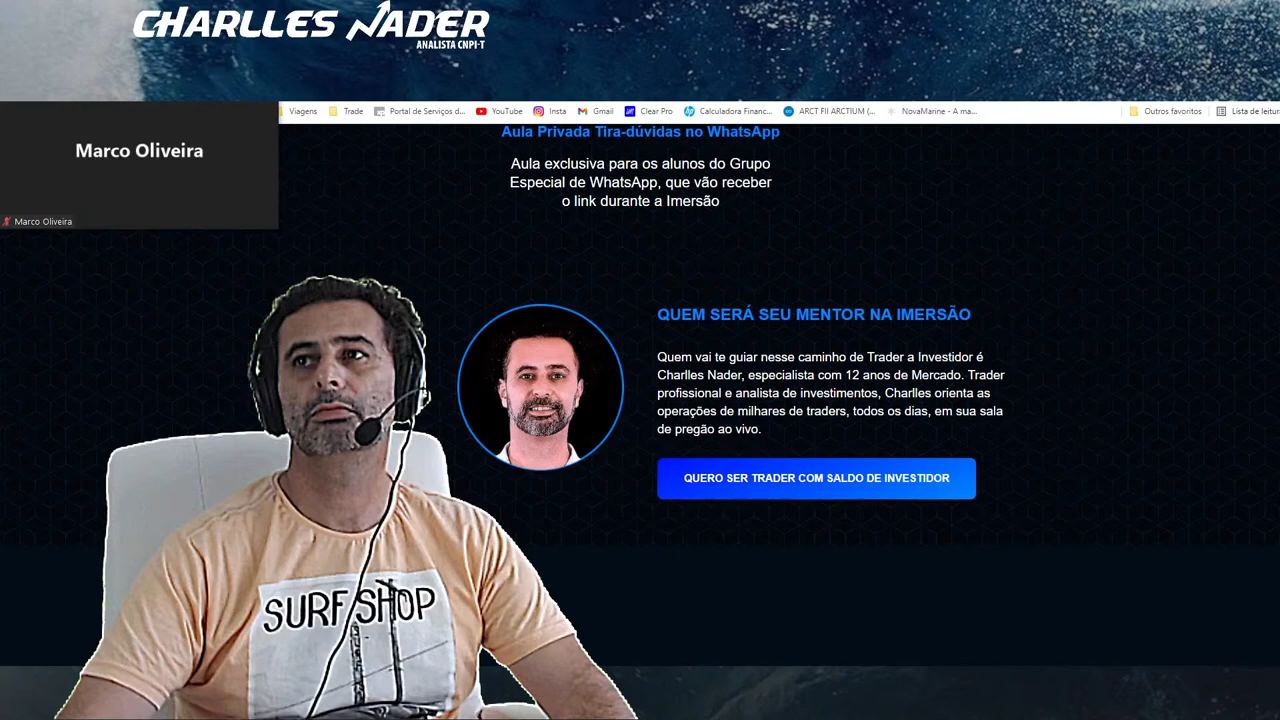 CHARLLES NADER
ANALISTA CNPI-T
Viagens
Trade
Portal de Serviços d...
YouTube
Insta
Gmail
Clear Pro
Calculadora Financ...
ARCT FII ARCTIUM (...
NovaMarine - A ma...
Outros favoritos
Lista de leitur
Marco Oliveira
Marco Oliveira
Aula Privada Tira-dúvidas no WhatsApp
Aula exclusiva para os alunos do Grupo
Especial de WhatsApp, que vão receber
o link durante a Imersão
QUEM SERÁ SEU MENTOR NA IMERSÃO
Quem vai te guiar nesse caminho de Trader a Investidor é
Charlles Nader, especialista com 12 anos de Mercado. Trader
profissional e analista de investimentos, Charlles orienta as
operações de milhares de traders, todos os dias, em sua sala
de pregão ao vivo.
QUERO SER TRADER COM SALDO DE INVESTIDOR
SURF SHOP